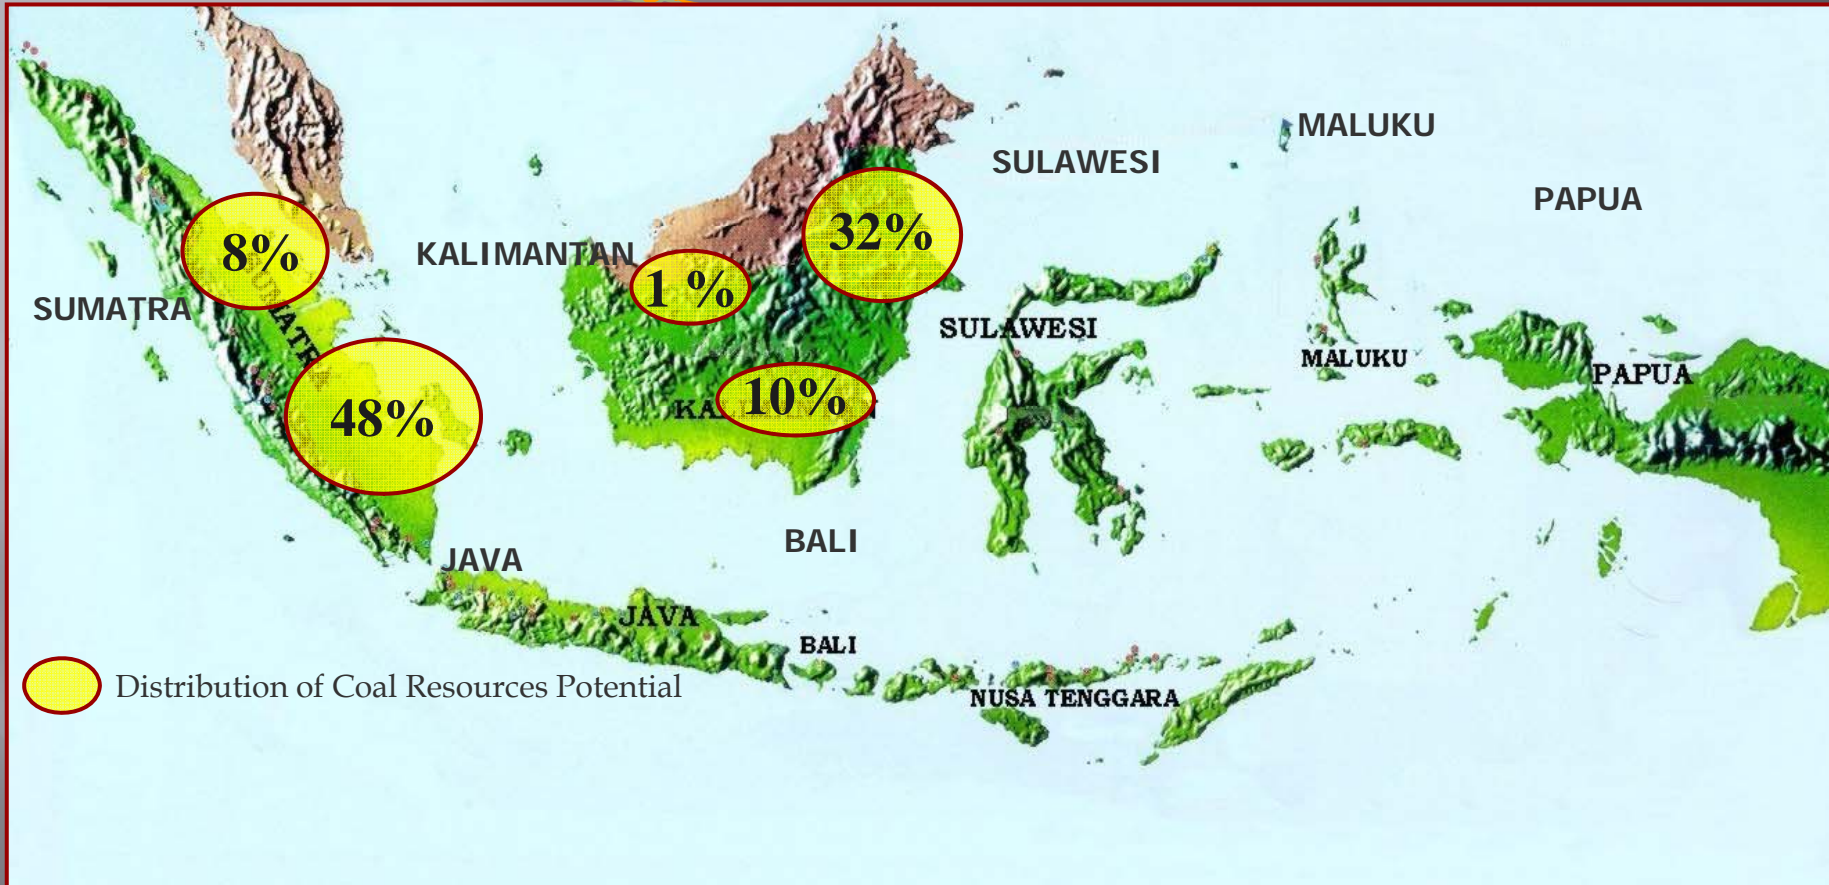 MALUKU
SULAWESI
PAPUA
32%
8%
KALIMANTAN
1 %
SUMATRA
SULAWESI
MALUKU
PAPUA
10%
48%
BALI
JAVA
JAVA
BALI
Distribution of Coal Resources Potential
NUSA TENGGARA